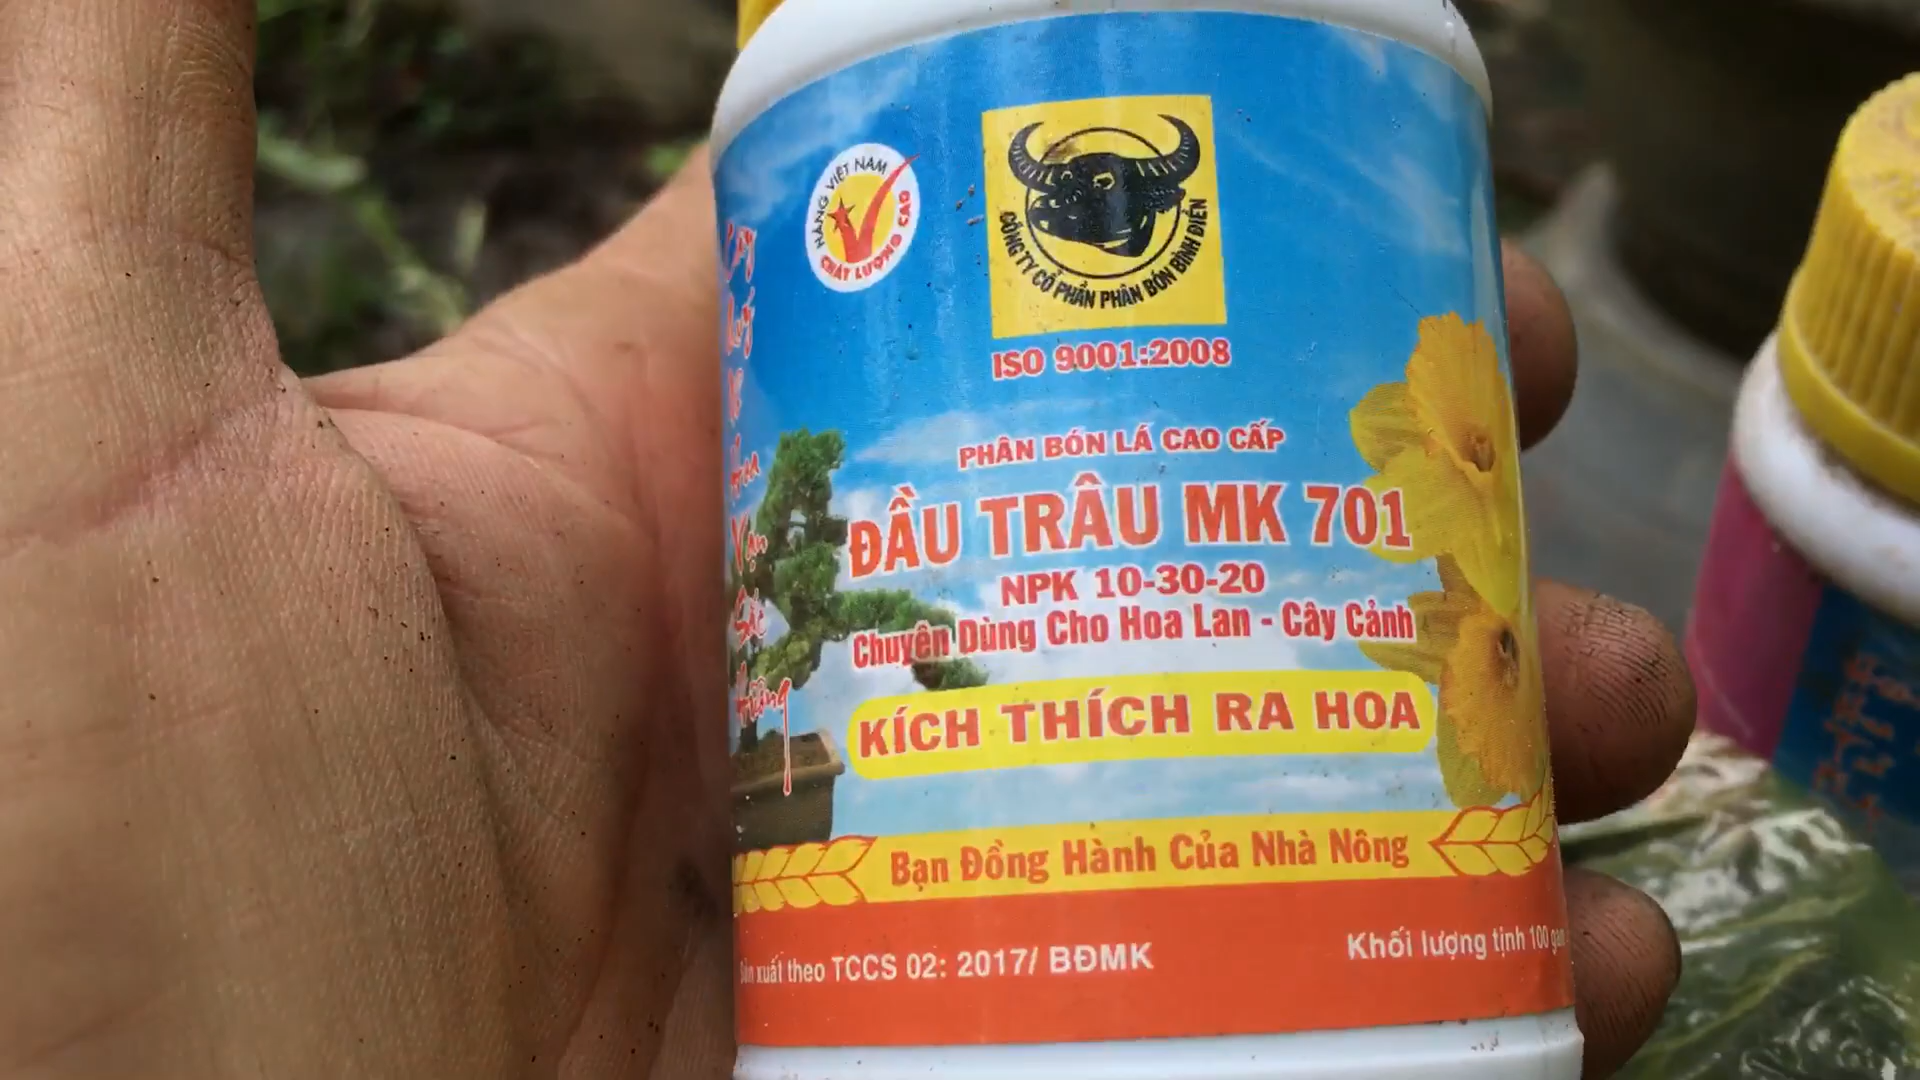 HÀNG VIỆT NAM
CHẤT LƯỢNG CAO
CÔNG TY CỔ PHẦN PHÂN BÓN BÌNH ĐIỀN
ISO 9001:2008
PHÂN BÓN LÁ CAO CẤP
ĐẦU TRÂU MK 701
NPK 10-30-20
Chuyên Dùng Cho Hoa Lan - Cây Cảnh
KÍCH THÍCH RA HOA
Bạn Đồng Hành Của Nhà Nông
xuất theo TCCS 02: 2017/ BĐMK
Khối lượng tịnh 100